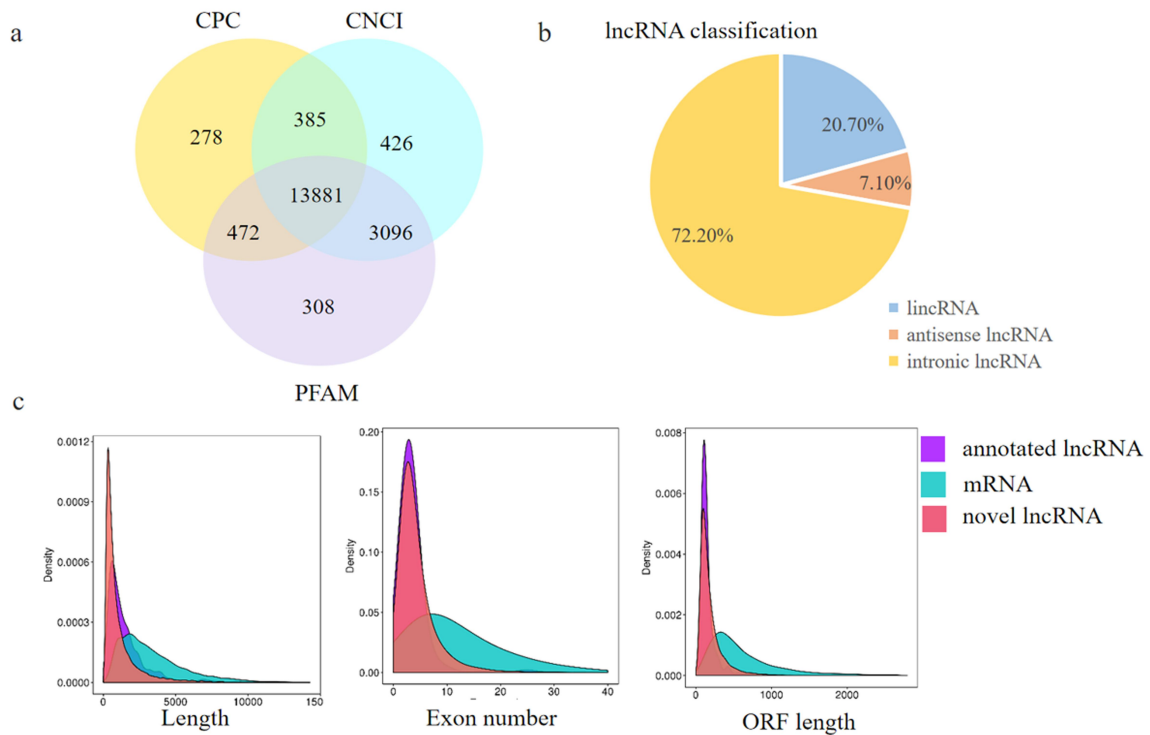 a
CPC
CNCI
278
385
426
13881
472
3096
308
PFAM
b
lncRNA classification
20.70%
7.10%
72.20%
lincRNA
antisense lncRNA
intronic lncRNA
c
0.0012
0.0009
0.0006
0.0003
0.0000
Density
0
5000
10000
150
Length
0.20
0.15
0.10
0.05
0.00
Density
0
10
20
30
40
Exon number
0.008
0.006
0.004
0.002
0.000
Density
0
1000
2000
ORF length
annotated lncRNA
mRNA
novel lncRNA